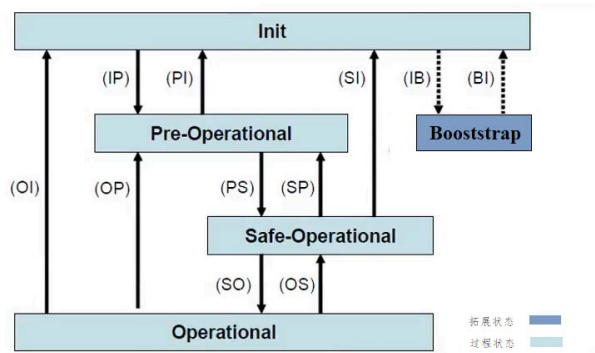 Init
(IP) (PI) (SI) (IB) (BI)
Pre-Operational
Booststrap
(OI) (OP) (PS) (SP)
Safe-Operational
(SO) (OS)
Operational
拓展状态
过程状态